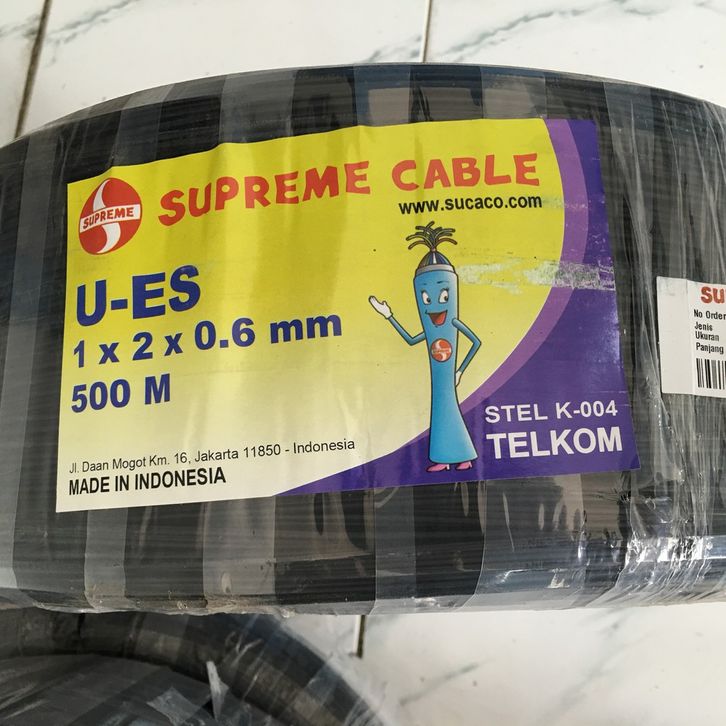 SUPREME
SUPREME CABLE
www.sucaco.com
U-ES
1 x 2 x 0.6 mm
500 M
STEL K-004
TELKOM
Jl. Daan Mogot Km. 16, Jakarta 11850 - Indonesia
MADE IN INDONESIA
No Order
Jenis
Ukuran
Panjang